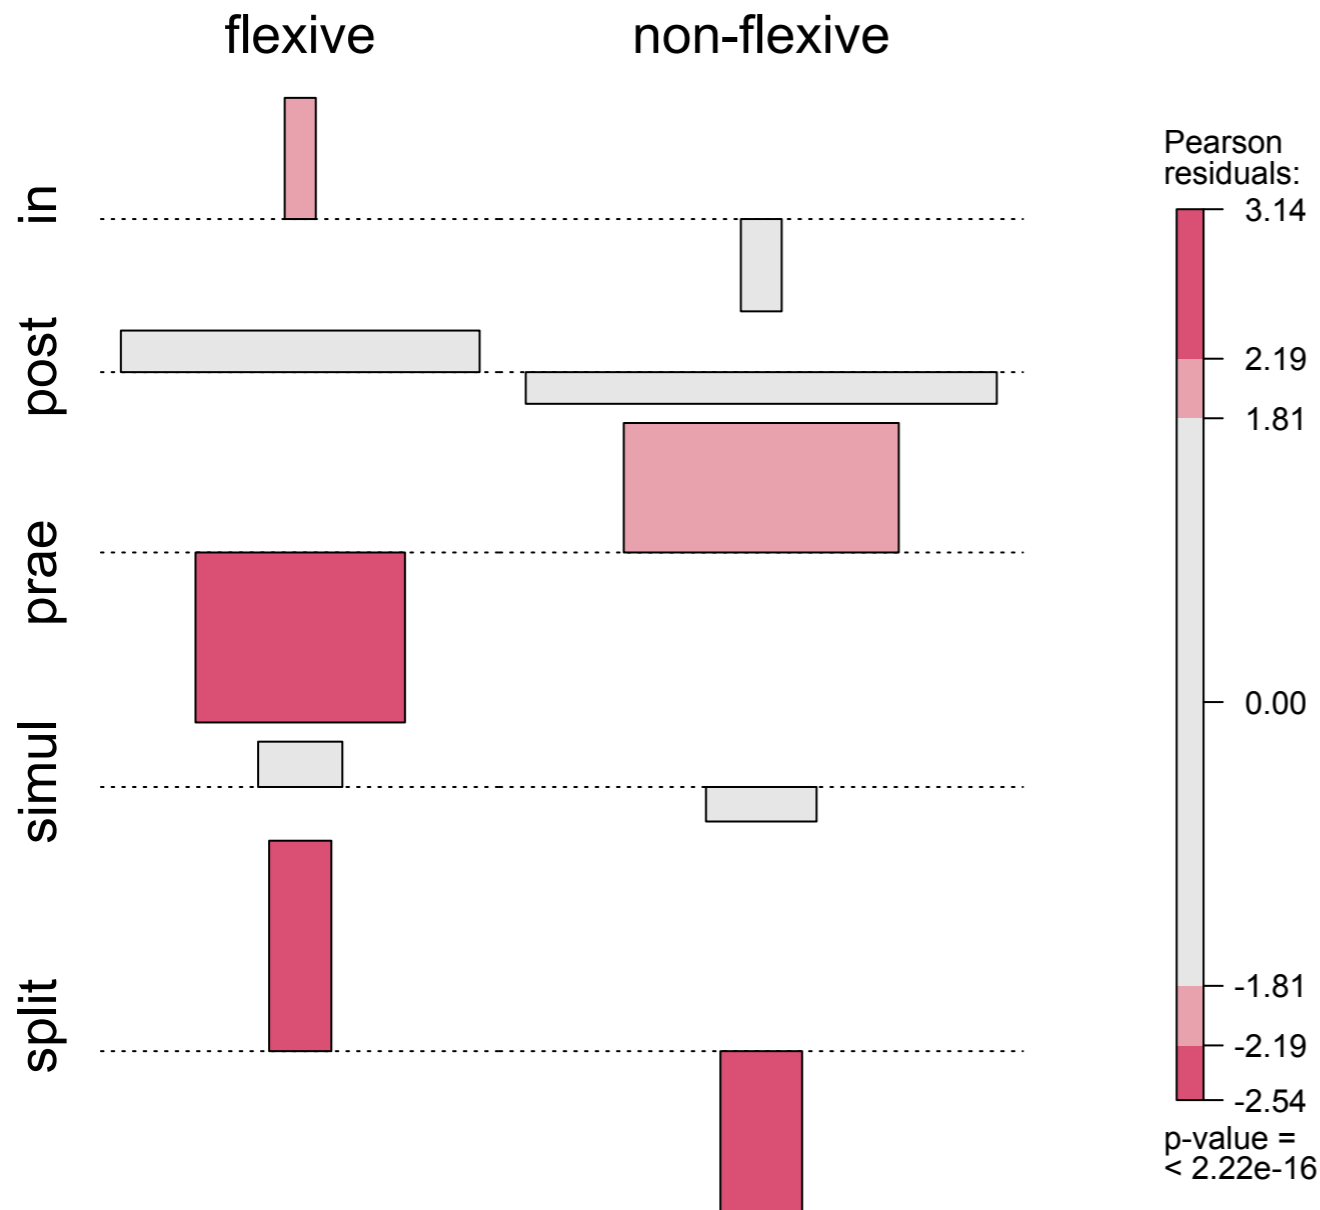 flexive non-flexive
in
post
prae
simul
split
Pearson
residuals:
3.14
2.19
1.81
0.00
-1.81
-2.19
-2.54
p-value =
< 2.22e-16